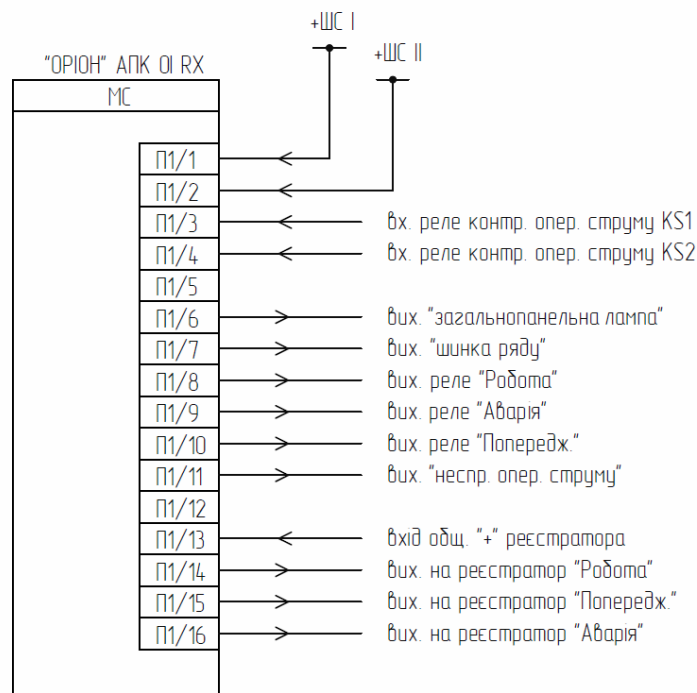 +ШС I
+ШС II
"ОРІОН" АПК 01 RX
МС
П1/1
П1/2
П1/3 вх. реле контр. опер. струму KS1
П1/4 вх. реле контр. опер. струму KS2
П1/5
П1/6 вих. "загальнопанельна лампа"
П1/7 вих. "шинка ряду"
П1/8 вих. реле "Робота"
П1/9 вих. реле "Аварія"
П1/10 вих. реле "Попередж."
П1/11 вих. "неспр. опер. струму"
П1/12
П1/13 вхід общ. "+" реєстратора
П1/14 вих. на реєстратор "Робота"
П1/15 вих. на реєстратор "Попередж."
П1/16 вих. на реєстратор "Аварія"